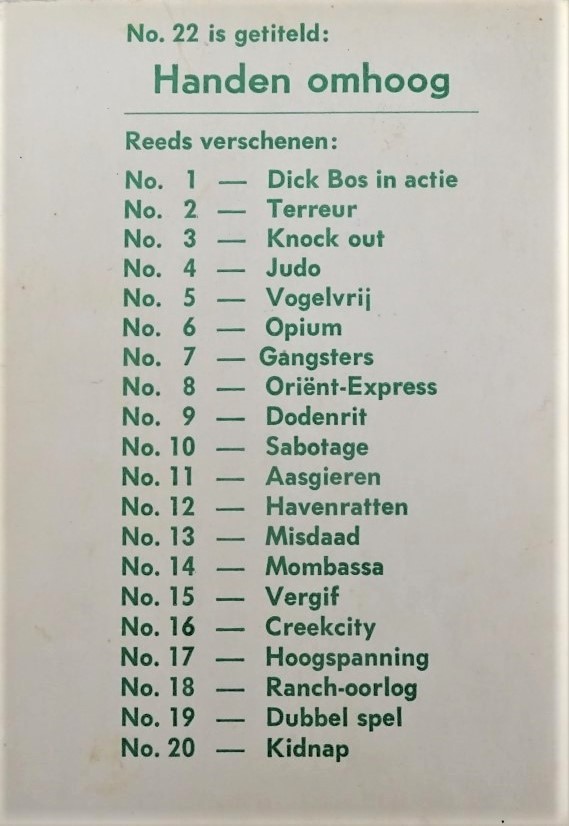 No. 22 is getiteld:
Handen omhoog
Reeds verschenen:
No. 1 — Dick Bos in actie
No. 2 — Terreur
No. 3 — Knock out
No. 4 — Judo
No. 5 — Vogelvrij
No. 6 — Opium
No. 7 — Gangsters
No. 8 — Oriënt-Express
No. 9 — Dodenrit
No. 10 — Sabotage
No. 11 — Aasgieren
No. 12 — Havenratten
No. 13 — Misdaad
No. 14 — Mombassa
No. 15 — Vergif
No. 16 — Creekcity
No. 17 — Hoogspanning
No. 18 — Ranch-oorlog
No. 19 — Dubbel spel
No. 20 — Kidnap